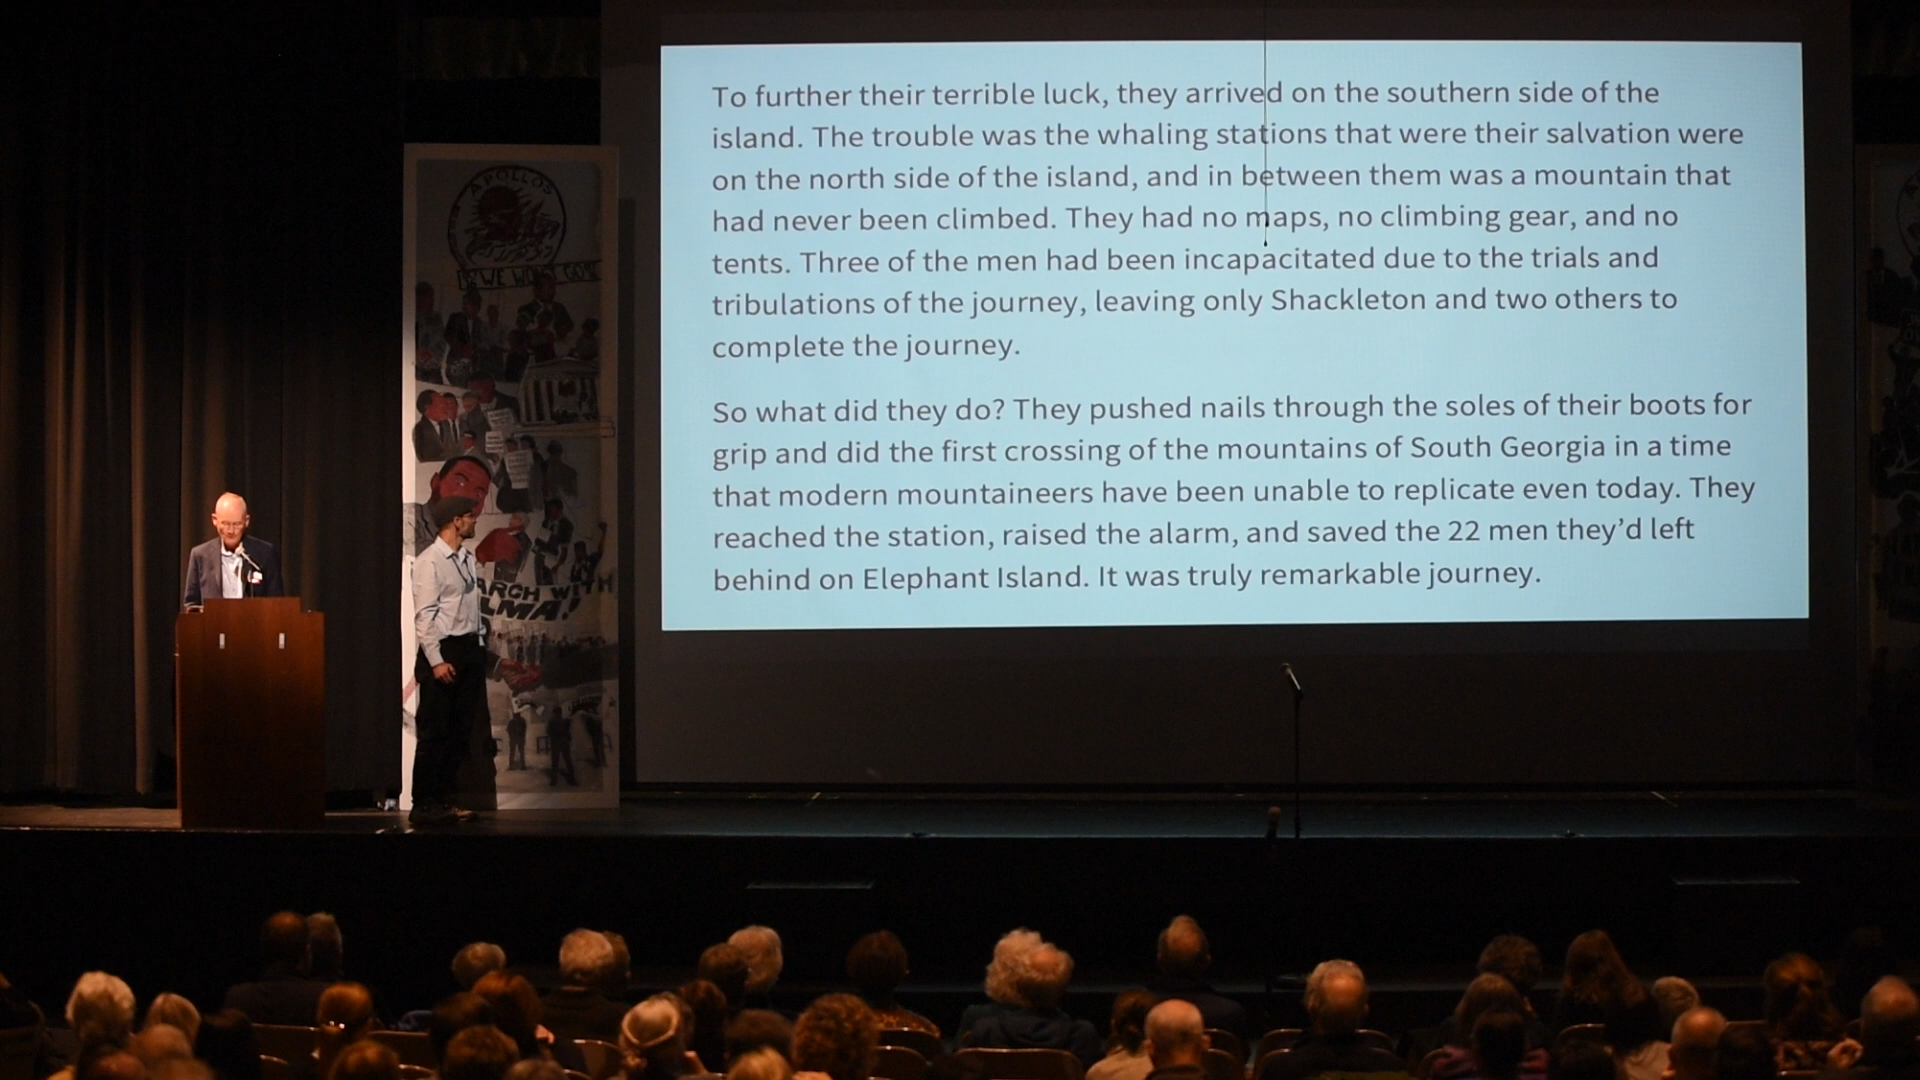 To further their terrible luck, they arrived on the southern side of the
island. The trouble was the whaling stations that were their salvation were
on the north side of the island, and in between them was a mountain that
had never been climbed. They had no maps, no climbing gear, and no
tents. Three of the men had been incapacitated due to the trials and
tribulations of the journey, leaving only Shackleton and two others to
complete the journey.
So what did they do? They pushed nails through the soles of their boots for
grip and did the first crossing of the mountains of South Georgia in a time
that modern mountaineers have been unable to replicate even today. They
reached the station, raised the alarm, and saved the 22 men they’d left
behind on Elephant Island. It was truly remarkable journey.
APOLLOS
WE WON'T GO
ARCH WITH
LMA!